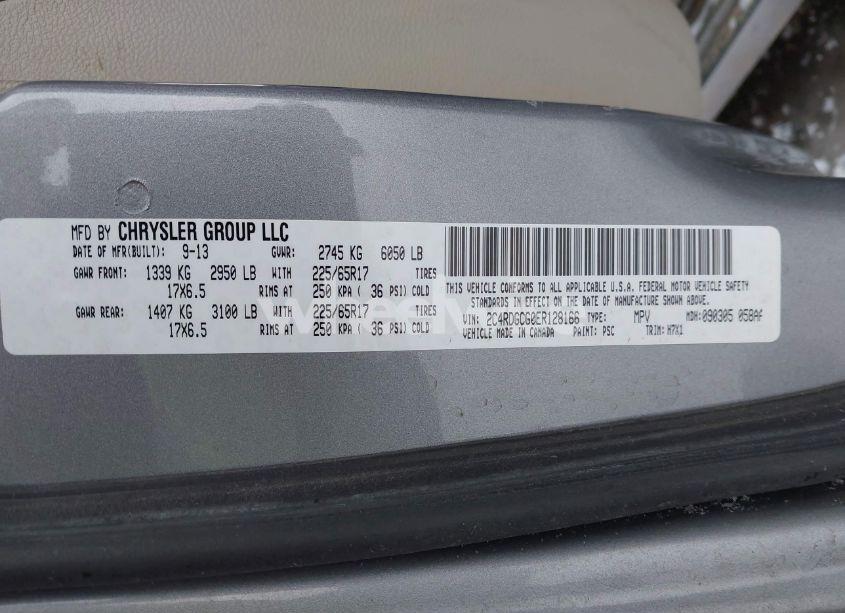 MFD BY CHRYSLER GROUP LLC
DATE OF MFR(BUILT): 9-13 GVWR: 2745 KG 6050 LB
GAWR FRONT: 1339 KG 2950 LB WITH 225/65R17 TIRES
17X6.5 RIMS AT 250 KPA ( 36 PSI) COLD
GAWR REAR: 1407 KG 3100 LB WITH 225/65R17 TIRES
17X6.5 RIMS AT 250 KPA ( 36 PSI) COLD
THIS VEHICLE CONFORMS TO ALL APPLICABLE U.S.A. FEDERAL MOTOR VEHICLE SAFETY
STANDARDS IN EFFECT ON THE DATE OF MANUFACTURE SHOWN ABOVE.
VIN: 2C4RDGCG0ER128166 TYPE: MPV MDH: 090305 058AF
VEHICLE MADE IN CANADA PAINT: PSC TRIM: H7X1